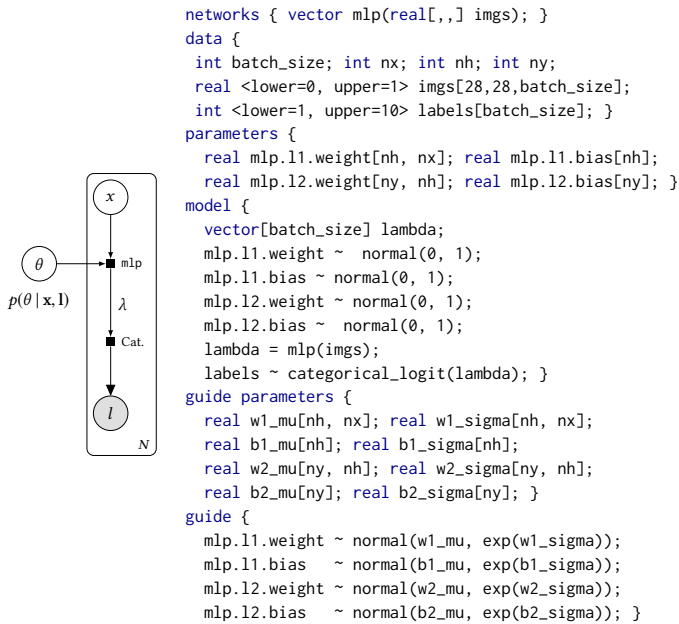 x
mlp
θ
p(θ | x, l)
λ
Cat.
l
N
networks { vector mlp(real[,,] imgs); }
data {
 int batch_size; int nx; int nh; int ny;
 real <lower=0, upper=1> imgs[28,28,batch_size];
 int <lower=1, upper=10> labels[batch_size]; }
parameters {
  real mlp.l1.weight[nh, nx]; real mlp.l1.bias[nh];
  real mlp.l2.weight[ny, nh]; real mlp.l2.bias[ny]; }
model {
  vector[batch_size] lambda;
  mlp.l1.weight ~  normal(0, 1);
  mlp.l1.bias ~ normal(0, 1);
  mlp.l2.weight ~ normal(0, 1);
  mlp.l2.bias ~  normal(0, 1);
  lambda = mlp(imgs);
  labels ~ categorical_logit(lambda); }
guide parameters {
  real w1_mu[nh, nx]; real w1_sigma[nh, nx];
  real b1_mu[nh]; real b1_sigma[nh];
  real w2_mu[ny, nh]; real w2_sigma[ny, nh];
  real b2_mu[ny]; real b2_sigma[ny]; }
guide {
  mlp.l1.weight ~ normal(w1_mu, exp(w1_sigma));
  mlp.l1.bias   ~ normal(b1_mu, exp(b1_sigma));
  mlp.l2.weight ~ normal(w2_mu, exp(w2_sigma));
  mlp.l2.bias   ~ normal(b2_mu, exp(b2_sigma)); }